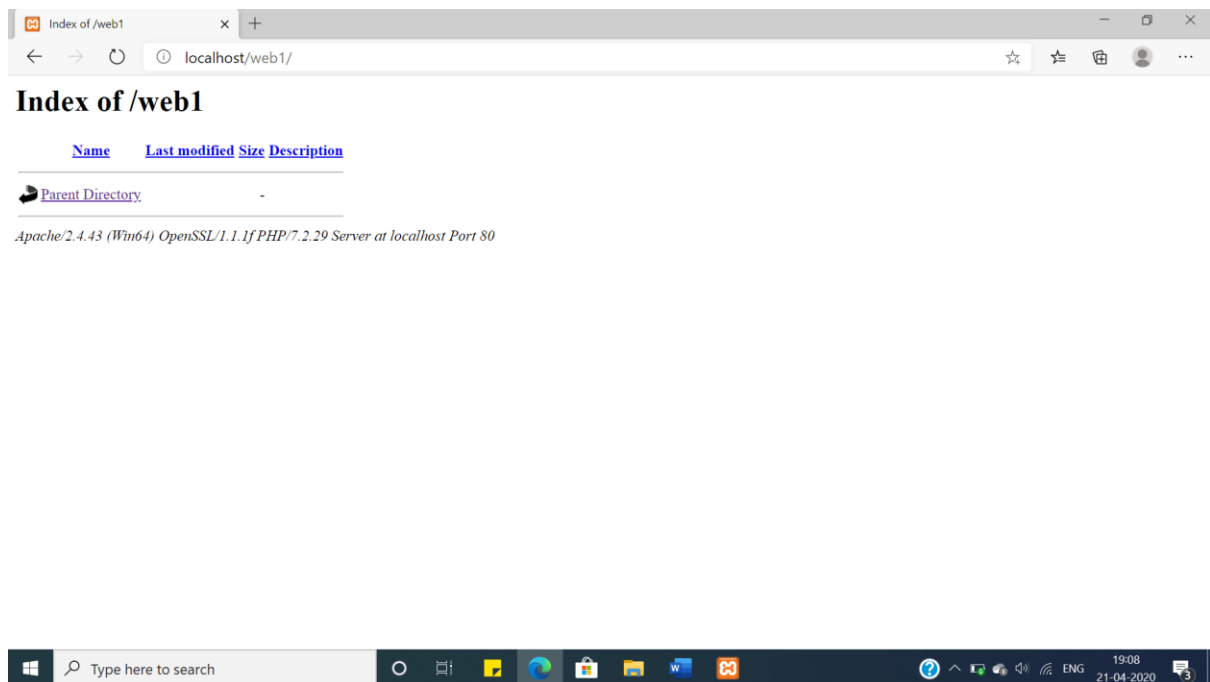 Index of /web1
localhost/web1/
Index of /web1
Name Last modified Size Description
Parent Directory -
Apache/2.4.43 (Win64) OpenSSL/1.1.1f PHP/7.2.29 Server at localhost Port 80
Type here to search
W
ENG
19:08
21-04-2020
3